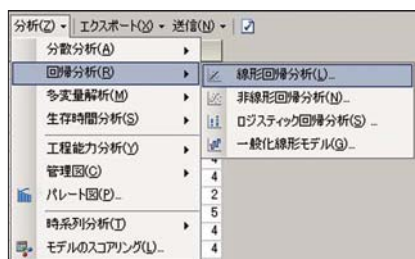 分析(Z) エクスポート(X) 送信(N)
分散分析(A)
回帰分析(R)
多変量解析(M)
生存時間分析(S)
工程能力分析(Y)
管理図(C)
パレート図(P)...
時系列分析(T)
モデルのスコアリング(L)...
線形回帰分析(L)...
非線形回帰分析(N)...
ロジスティック回帰分析(S) ...
一般化線形モデル(G)...
4
4
2
5
4
4